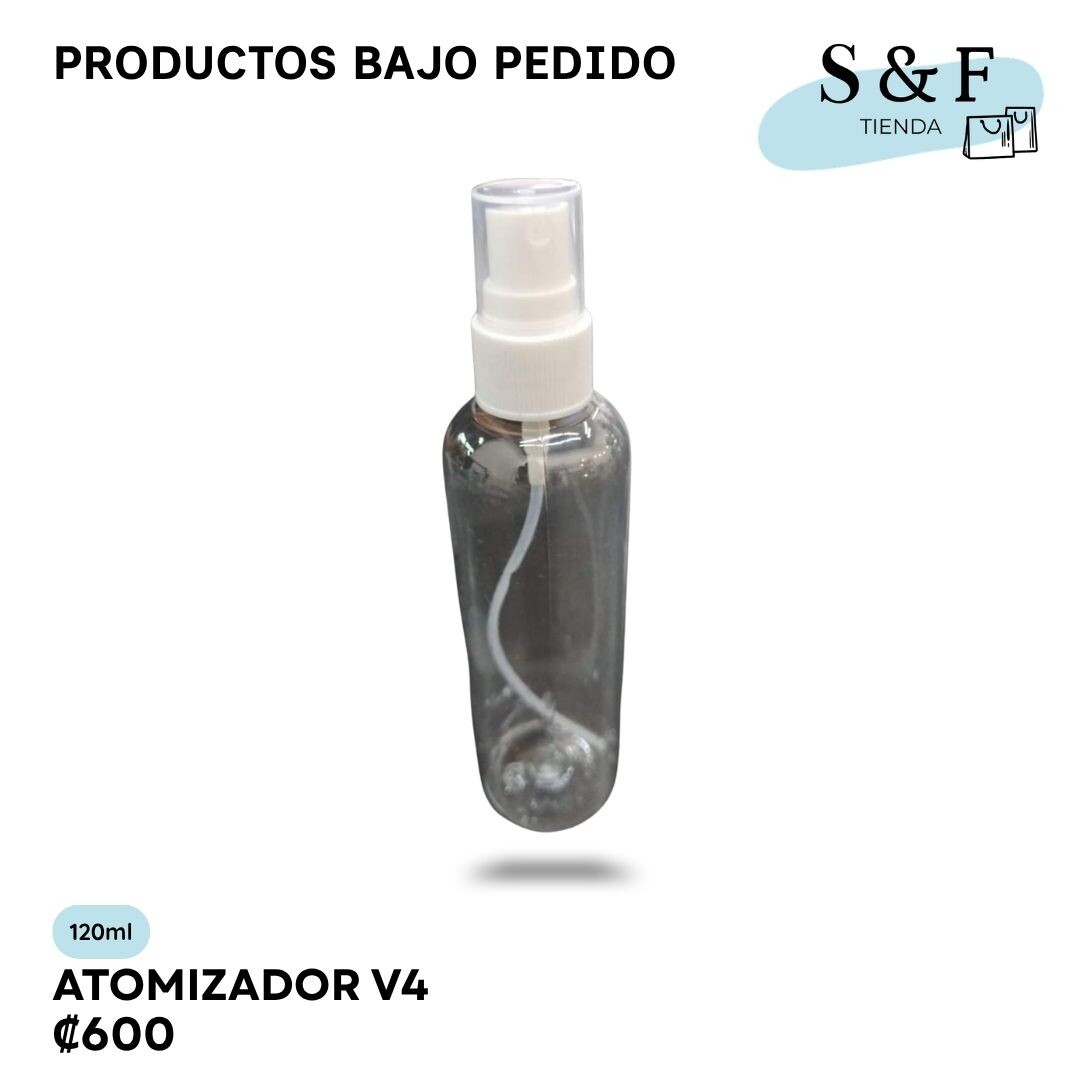 PRODUCTOS BAJO PEDIDO
S & F
TIENDA
120ml
ATOMIZADOR V4
₡600